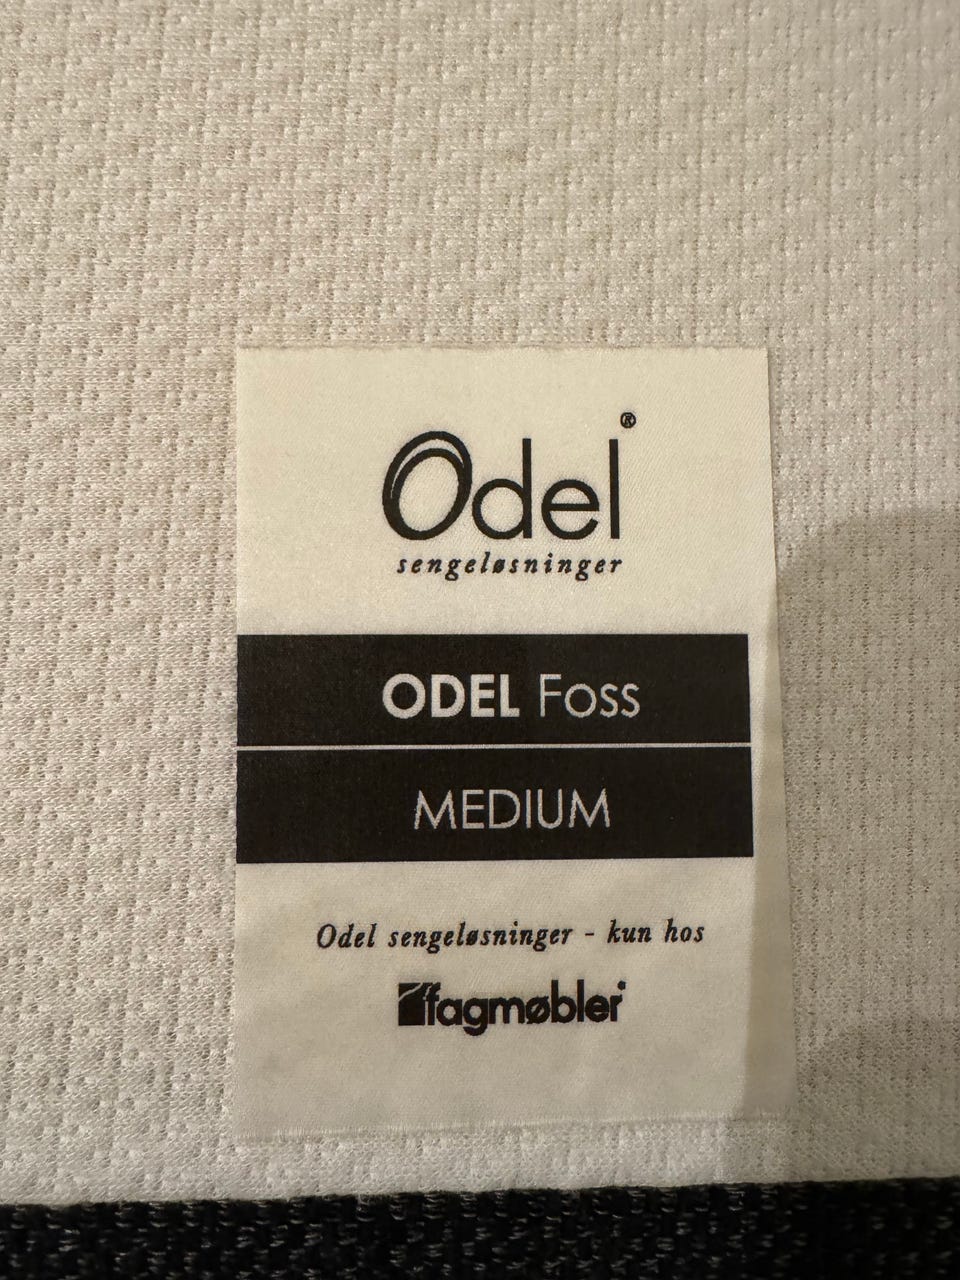 Odel®
sengeløsninger
ODEL Foss
MEDIUM
Odel sengeløsninger - kun hos
fagmøbler